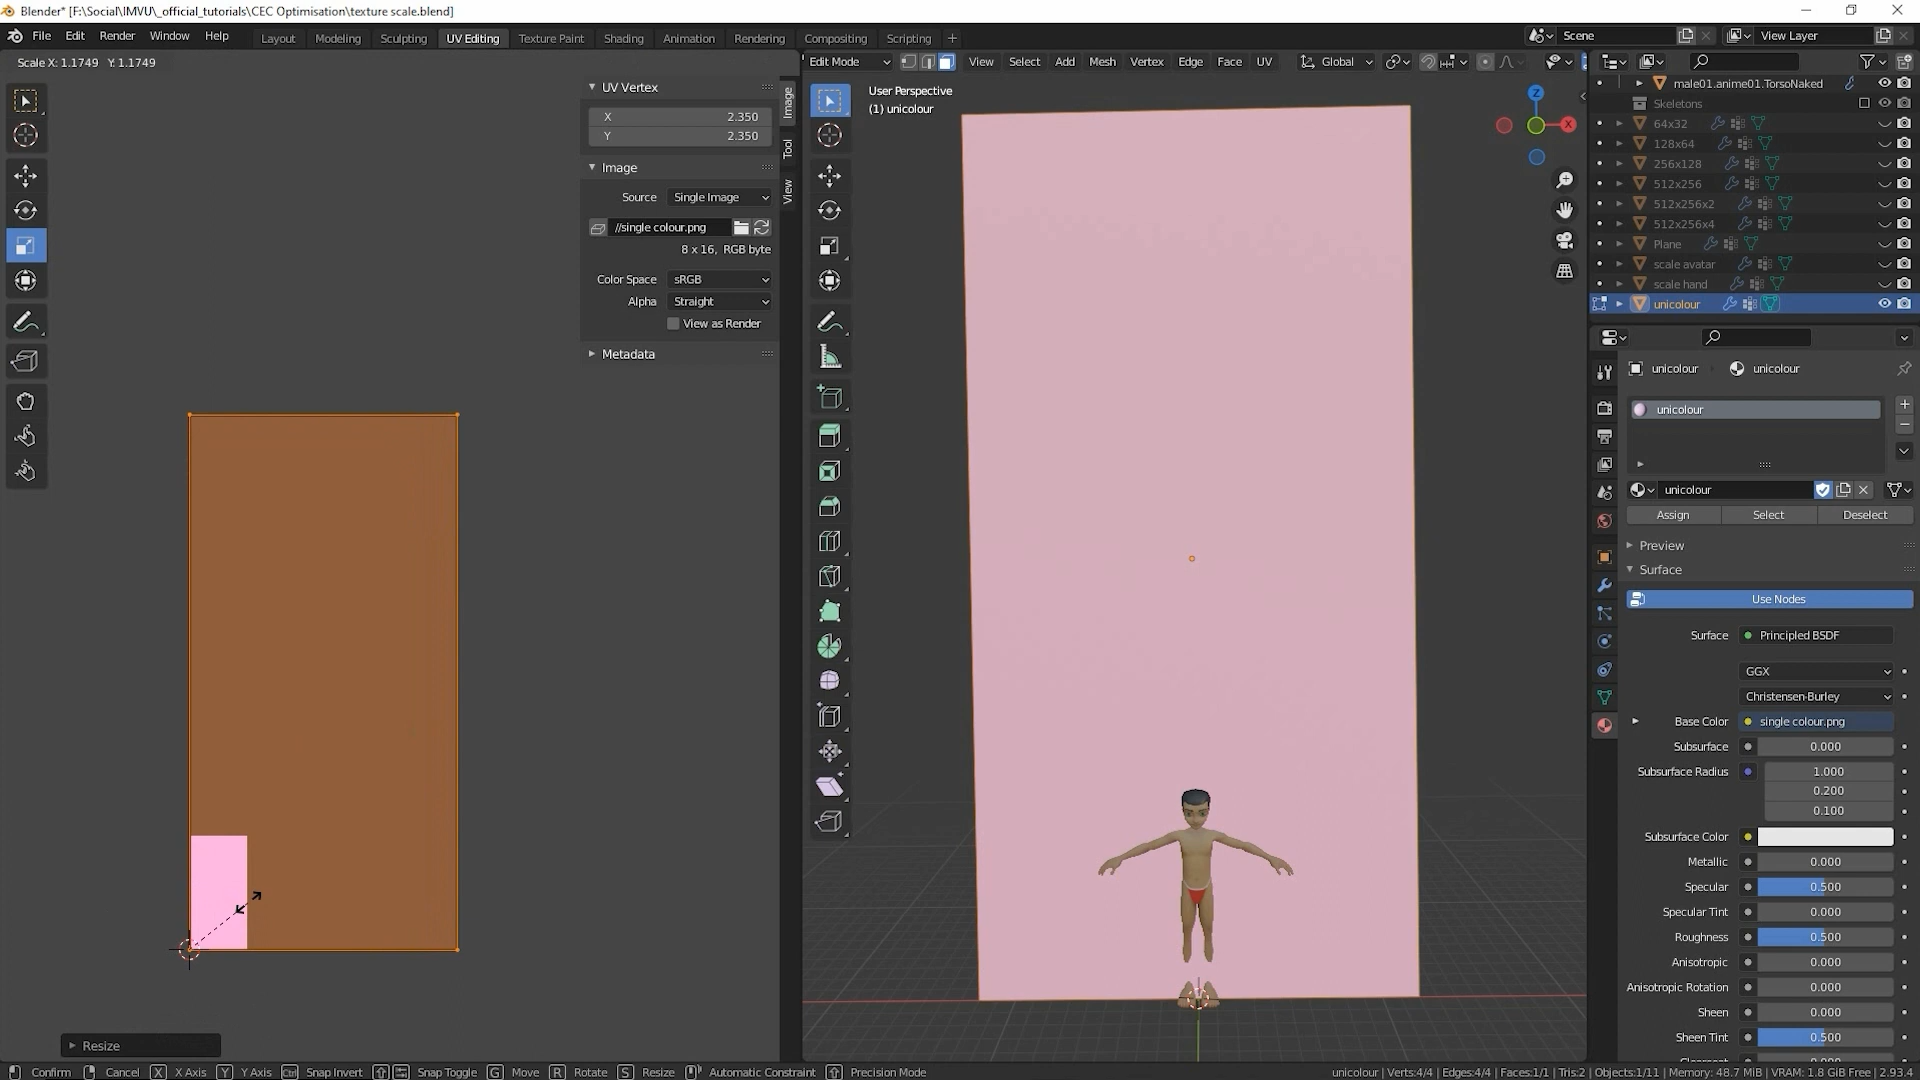 Blender* [F:\Social\IMVU\_official_tutorials\CEC Optimisation\texture scale.blend]
File Edit Render Window Help
Layout Modeling Sculpting UV Editing Texture Paint Shading Animation Rendering Compositing Scripting +
Scene
View Layer
Scale X: 1.1749 Y: 1.1749
Edit Mode View Select Add Mesh Vertex Edge Face UV Global
UV Vertex
X 2.350
Y 2.350
Image
Source Single Image
//single colour.png
8 x 16, RGB byte
Color Space sRGB
Alpha Straight
View as Render
Metadata
Image
Tool
View
Resize
User Perspective
(1) unicolour
Z
X
male01.anime01.TorsoNaked
Skeletons
64x32
128x64
256x128
512x256
512x256x2
512x256x4
Plane
scale avatar
scale hand
unicolour
unicolour unicolour
unicolour
unicolour
Assign Select Deselect
Preview
Surface
Use Nodes
Surface Principled BSDF
GGX
Christensen-Burley
Base Color single colour.png
Subsurface 0.000
Subsurface Radius 1.000
0.200
0.100
Subsurface Color
Metallic 0.000
Specular 0.500
Specular Tint 0.000
Roughness 0.500
Anisotropic 0.000
Anisotropic Rotation 0.000
Sheen 0.000
Sheen Tint 0.500
Confirm Cancel X X Axis Y Y Axis Ctrl Snap Invert Snap Toggle G Move R Rotate S Resize Automatic Constraint Precision Mode
unicolour | Verts:4/4 | Edges:4/4 | Faces:1/1 | Tris:2 | Objects:1/11 | Memory: 48.7 MiB | VRAM: 1.8 GiB Free | 2.93.4